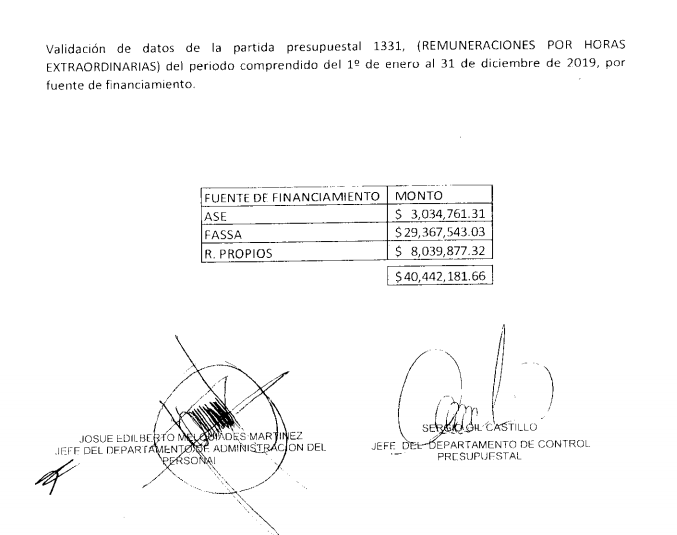 Validación de datos de la partida presupuestal 1331, (REMUNERACIONES POR HORAS
EXTRAORDINARIAS) del periodo comprendido del 1º de enero al 31 de diciembre de 2019, por
fuente de financiamiento.
FUENTE DE FINANCIAMIENTO MONTO
ASE $ 3,034,761.31
FASSA $29,367,543.03
R. PROPIOS $ 8,039,877.32
$40,442,181.66
JOSUE EDILBERTO MELQUIADES MARTINEZ
JEFE DEL DEPARTAMENTO DE ADMINISTRACION DEL
PERSONAL
SERGIO GIL CASTILLO
JEFE DEL DEPARTAMENTO DE CONTROL
PRESUPUESTAL